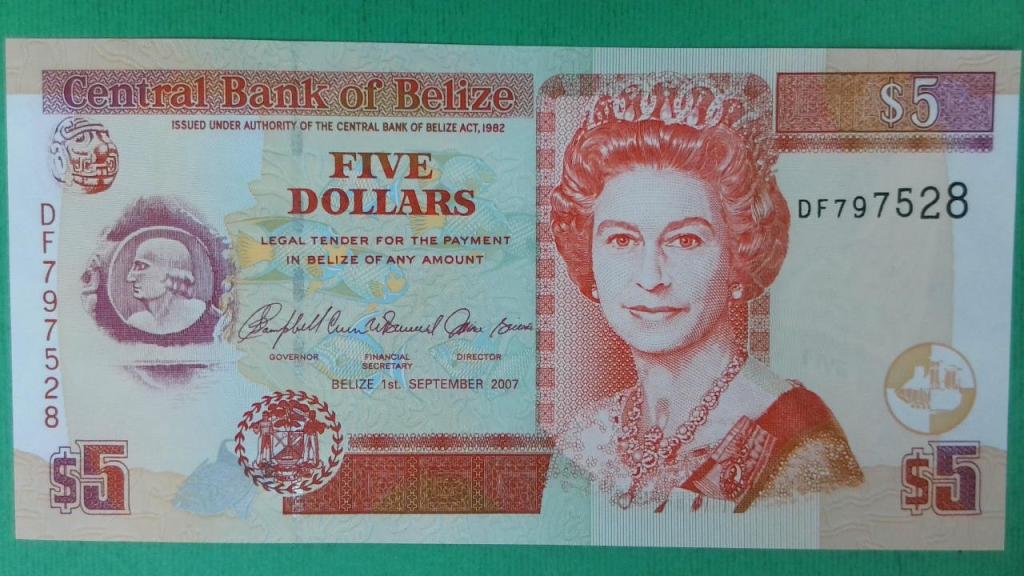 Central Bank of Belize
$5
ISSUED UNDER AUTHORITY OF THE CENTRAL BANK OF BELIZE ACT, 1982
FIVE
DOLLARS
DF797528
LEGAL TENDER FOR THE PAYMENT
IN BELIZE OF ANY AMOUNT
DF797528
GOVERNOR FINANCIAL SECRETARY DIRECTOR
BELIZE 1st. SEPTEMBER 2007
$5
$5